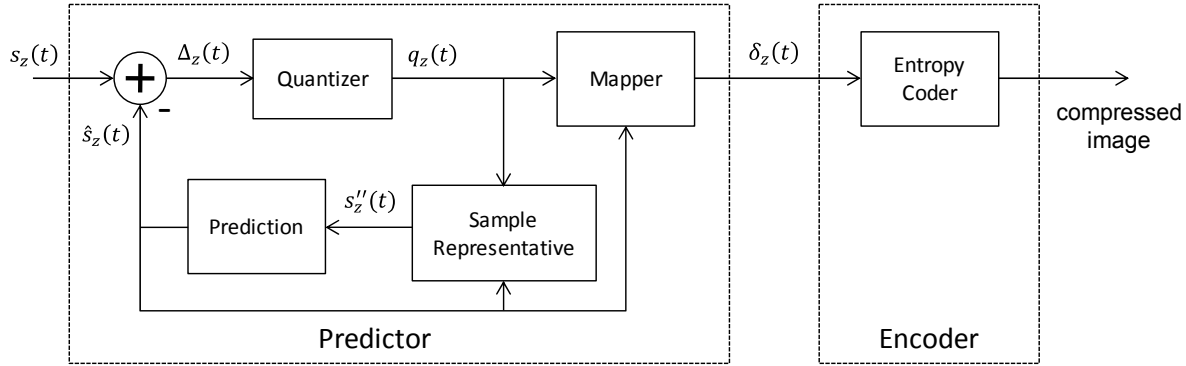 s_z(t)
+
-
Δ_z(t)
Quantizer
q_z(t)
Mapper
δ_z(t)
Entropy
Coder
compressed
image
ŝ_z(t)
Prediction
s''_z(t)
Sample
Representative
Predictor
Encoder